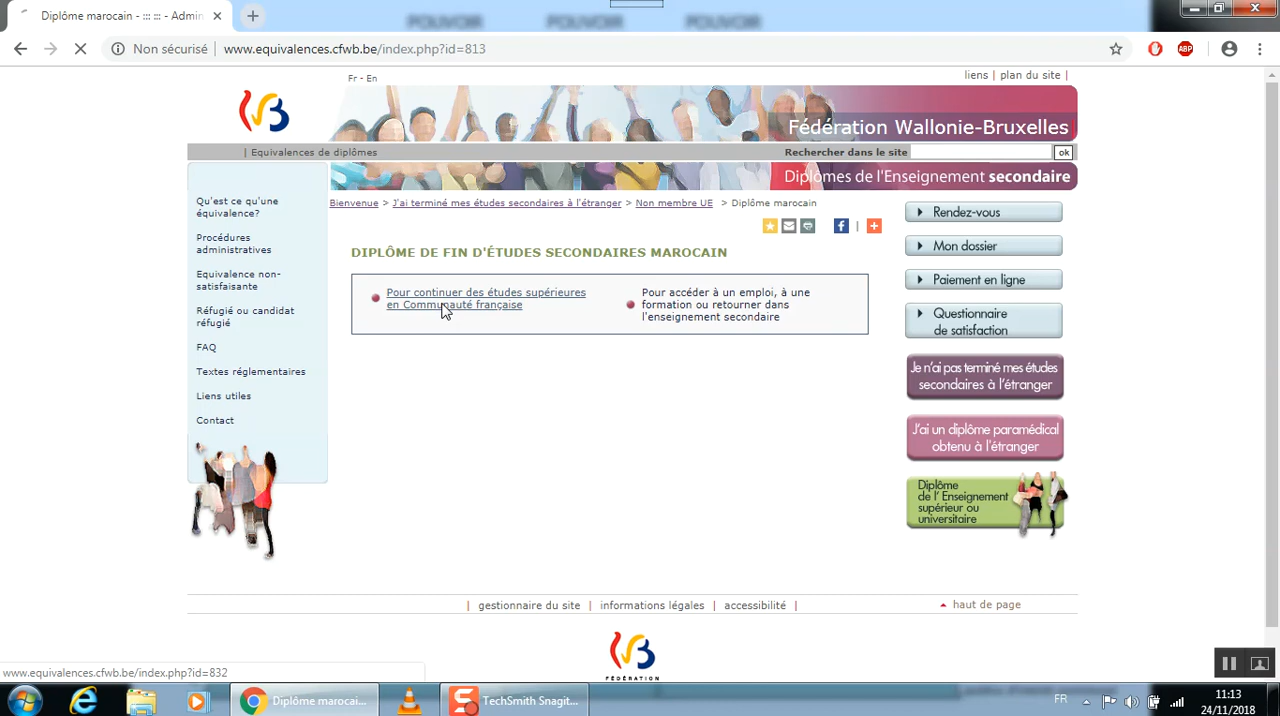 Diplôme marocain - ::: ::: - Admin
POUVOIR POUVOIR POUVOIR
Non sécurisé www.equivalences.cfwb.be/index.php?id=813
ABP
liens | plan du site |
Fr - En
Fédération Wallonie-Bruxelles
| Equivalences de diplômes
Rechercher dans le site ok
Diplômes de l'Enseignement secondaire
Bienvenue > J'ai terminé mes études secondaires à l'étranger > Non membre UE > Diplôme marocain
Qu'est ce qu'une
équivalence?
Procédures
administratives
Equivalence non-
satisfaisante
Réfugié ou candidat
réfugié
FAQ
Textes réglementaires
Liens utiles
Contact
DIPLÔME DE FIN D'ÉTUDES SECONDAIRES MAROCAIN
Pour continuer des études supérieures
en Communauté française
Pour accéder à un emploi, à une
formation ou retourner dans
l'enseignement secondaire
Rendez-vous
Mon dossier
Paiement en ligne
Questionnaire
de satisfaction
Je n'ai pas terminé mes études
secondaires à l'étranger
J'ai un diplôme paramédical
obtenu à l'étranger
Diplôme
de l' Enseignement
supérieur ou
universitaire
| gestionnaire du site | informations légales | accessibilité |
haut de page
FÉDÉRATION
www.equivalences.cfwb.be/index.php?id=832
Diplôme marocai...
TechSmith Snagit...
FR
11:13
24/11/2018